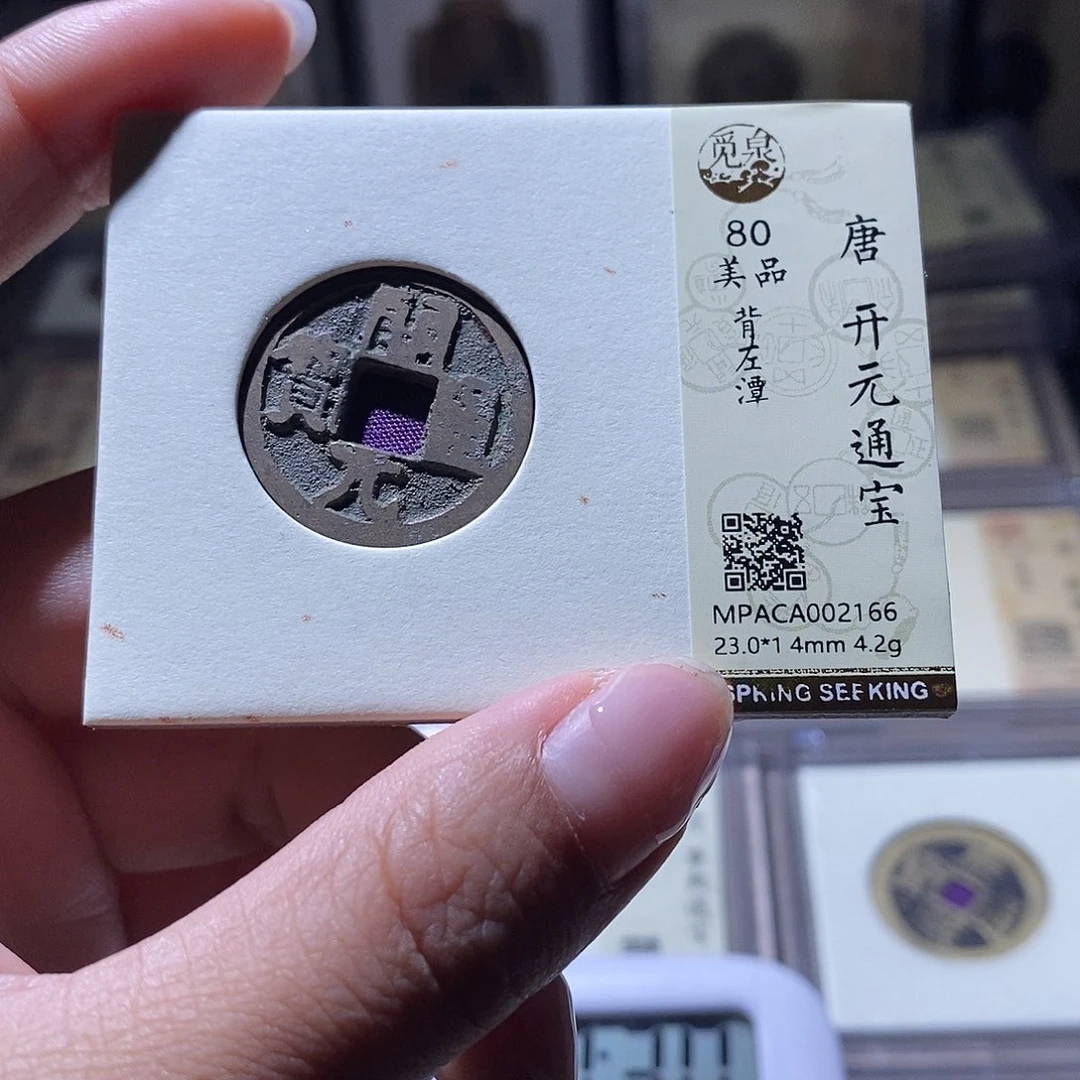 開元通寶
觅泉
80
美品
背左潭
唐 开元通宝
MPACA002166
23.0*1 4mm 4.2g
SPRING SEEKING